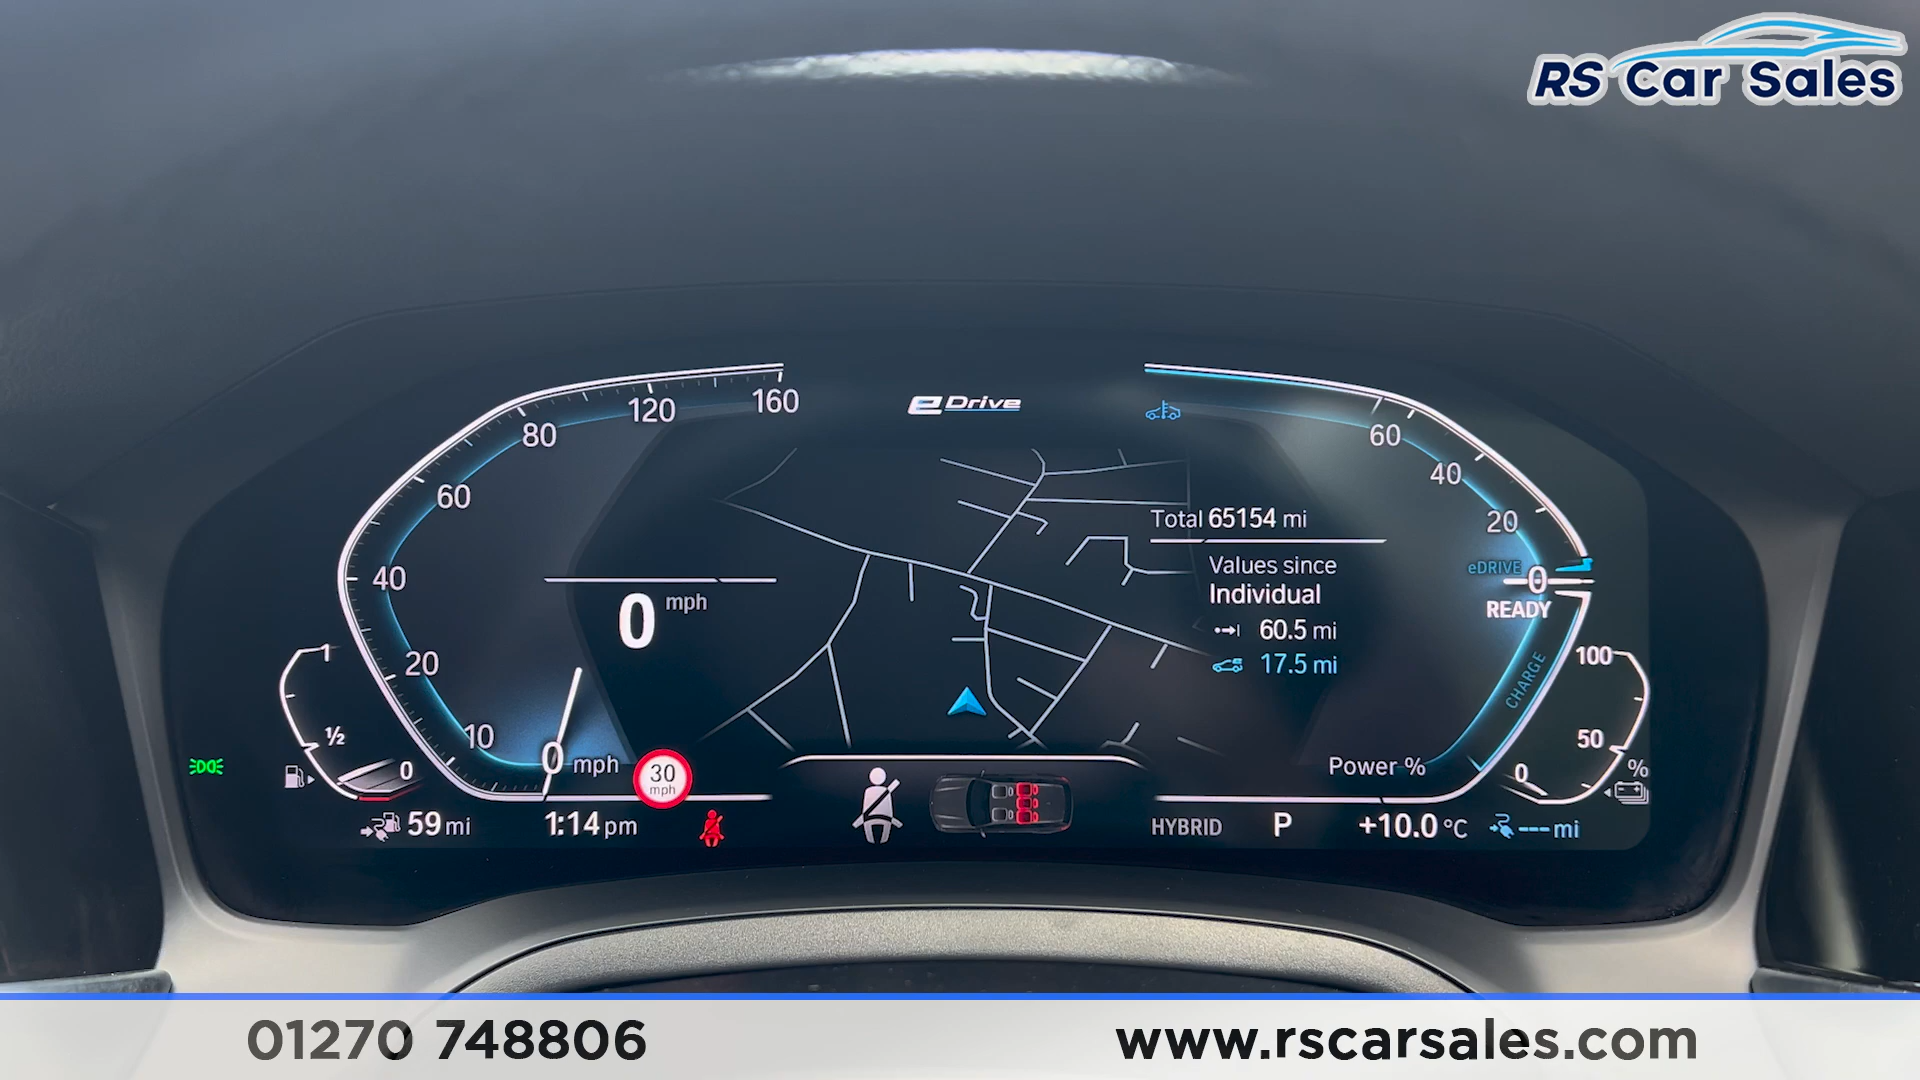 RS Car Sales
eDrive
160
120
80
60
40
20
10
0 mph
0 mph
30
mph
1
½
0
59 mi
1:14 pm
Total 65154 mi
Values since
Individual
60.5 mi
17.5 mi
60
40
20
eDRIVE
0
READY
CHARGE
Power %
100
50
0
%
HYBRID
P
+10.0 °C
--- mi
01270 748806
www.rscarsales.com